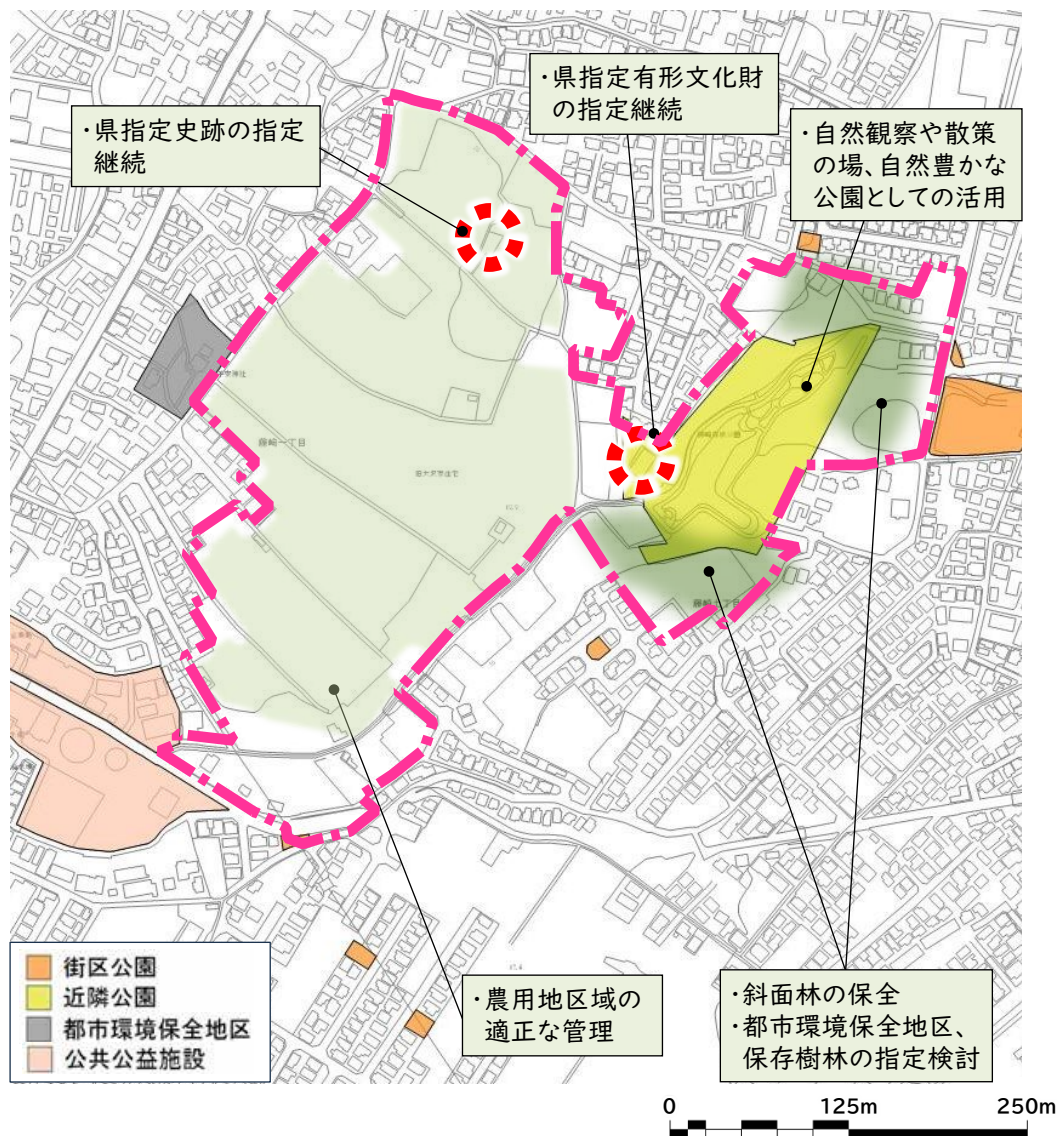 ・県指定有形文化財
の指定継続
・県指定史跡の指定
継続
・自然観察や散策
の場、自然豊かな
公園としての活用
藤崎一丁目
・農用地区域の
適正な管理
・斜面林の保全
・都市環境保全地区、
保存樹林の指定検討
街区公園
近隣公園
都市環境保全地区
公共公益施設
0 125m 250m